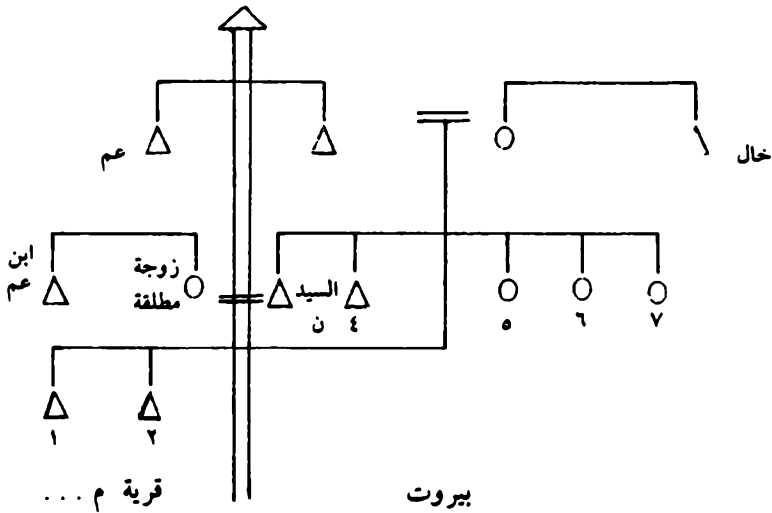 عم
خال
ابن
عم
زوجة
مطلقة
السيد
ن
٤
٥
٦
٧
١
٢
قرية م ...
بيروت